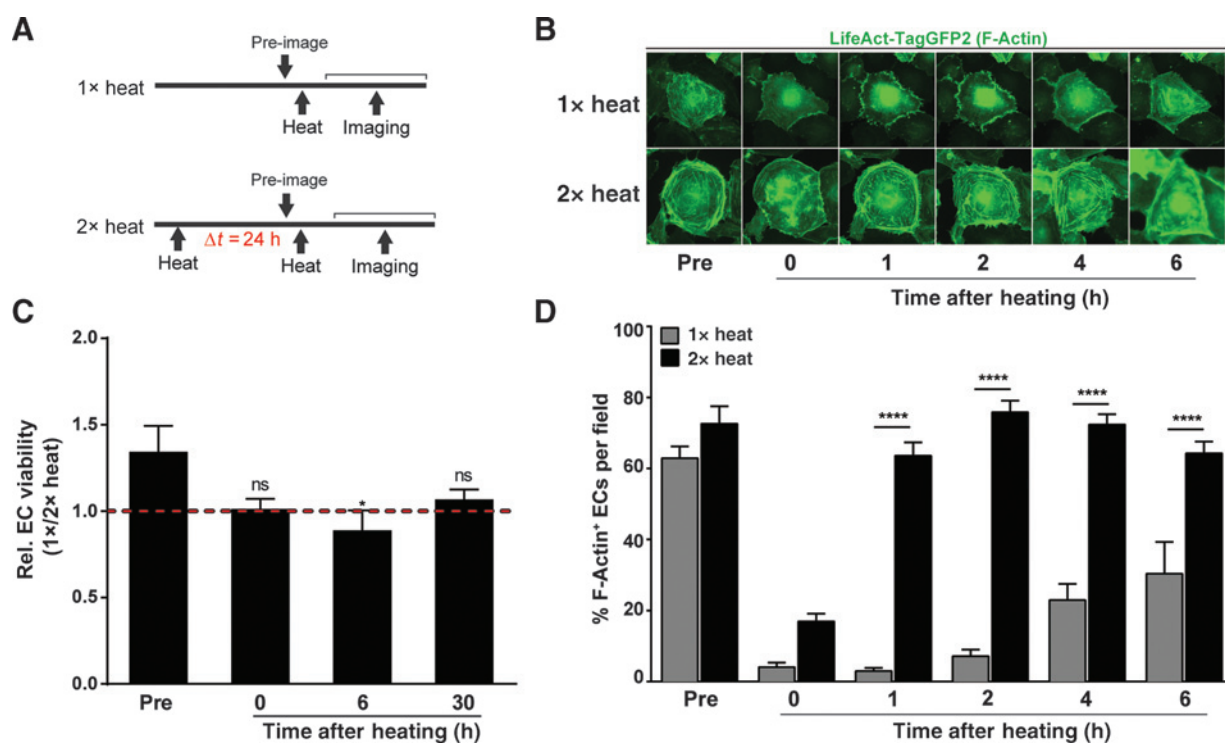 A
Pre-image
1× heat
Heat
Imaging
Pre-image
2× heat
Δt = 24 h
Heat
Heat
Imaging
B
LifeAct-TagGFP2 (F-Actin)
1× heat
2× heat
Pre
0
1
2
4
6
Time after heating (h)
C
Rel. EC viability
(1×/2× heat)
2.0
1.5
1.0
0.5
0.0
ns
*
ns
Pre
0
6
30
Time after heating (h)
D
% F-Actin⁺ ECs per field
100
80
60
40
20
0
1× heat
2× heat
****
****
****
****
Pre
0
1
2
4
6
Time after heating (h)